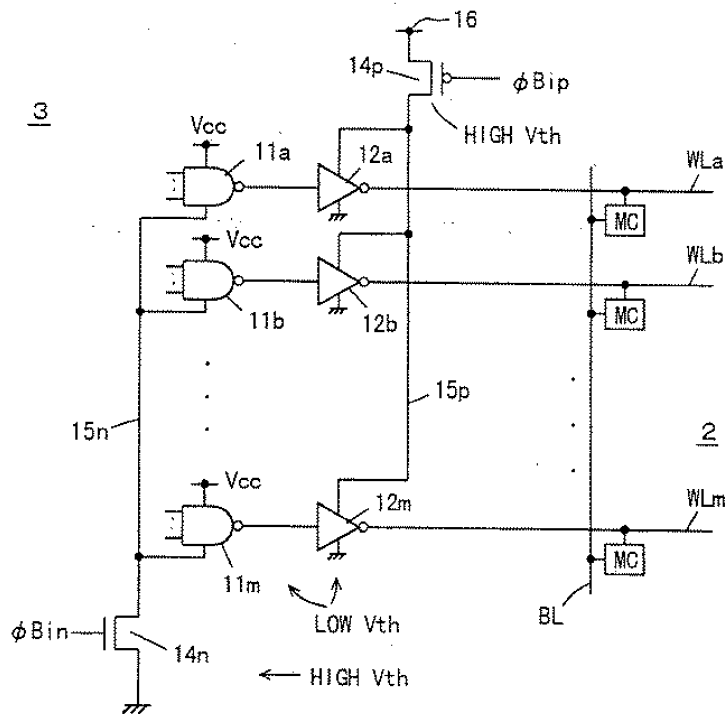 16
14p
φBip
3
HIGH Vth
Vcc
11a
12a
WLa
MC
Vcc
WLb
11b
12b
MC
15n
15p
2
Vcc
12m
WLm
11m
MC
LOW Vth
BL
φBin
14n
HIGH Vth